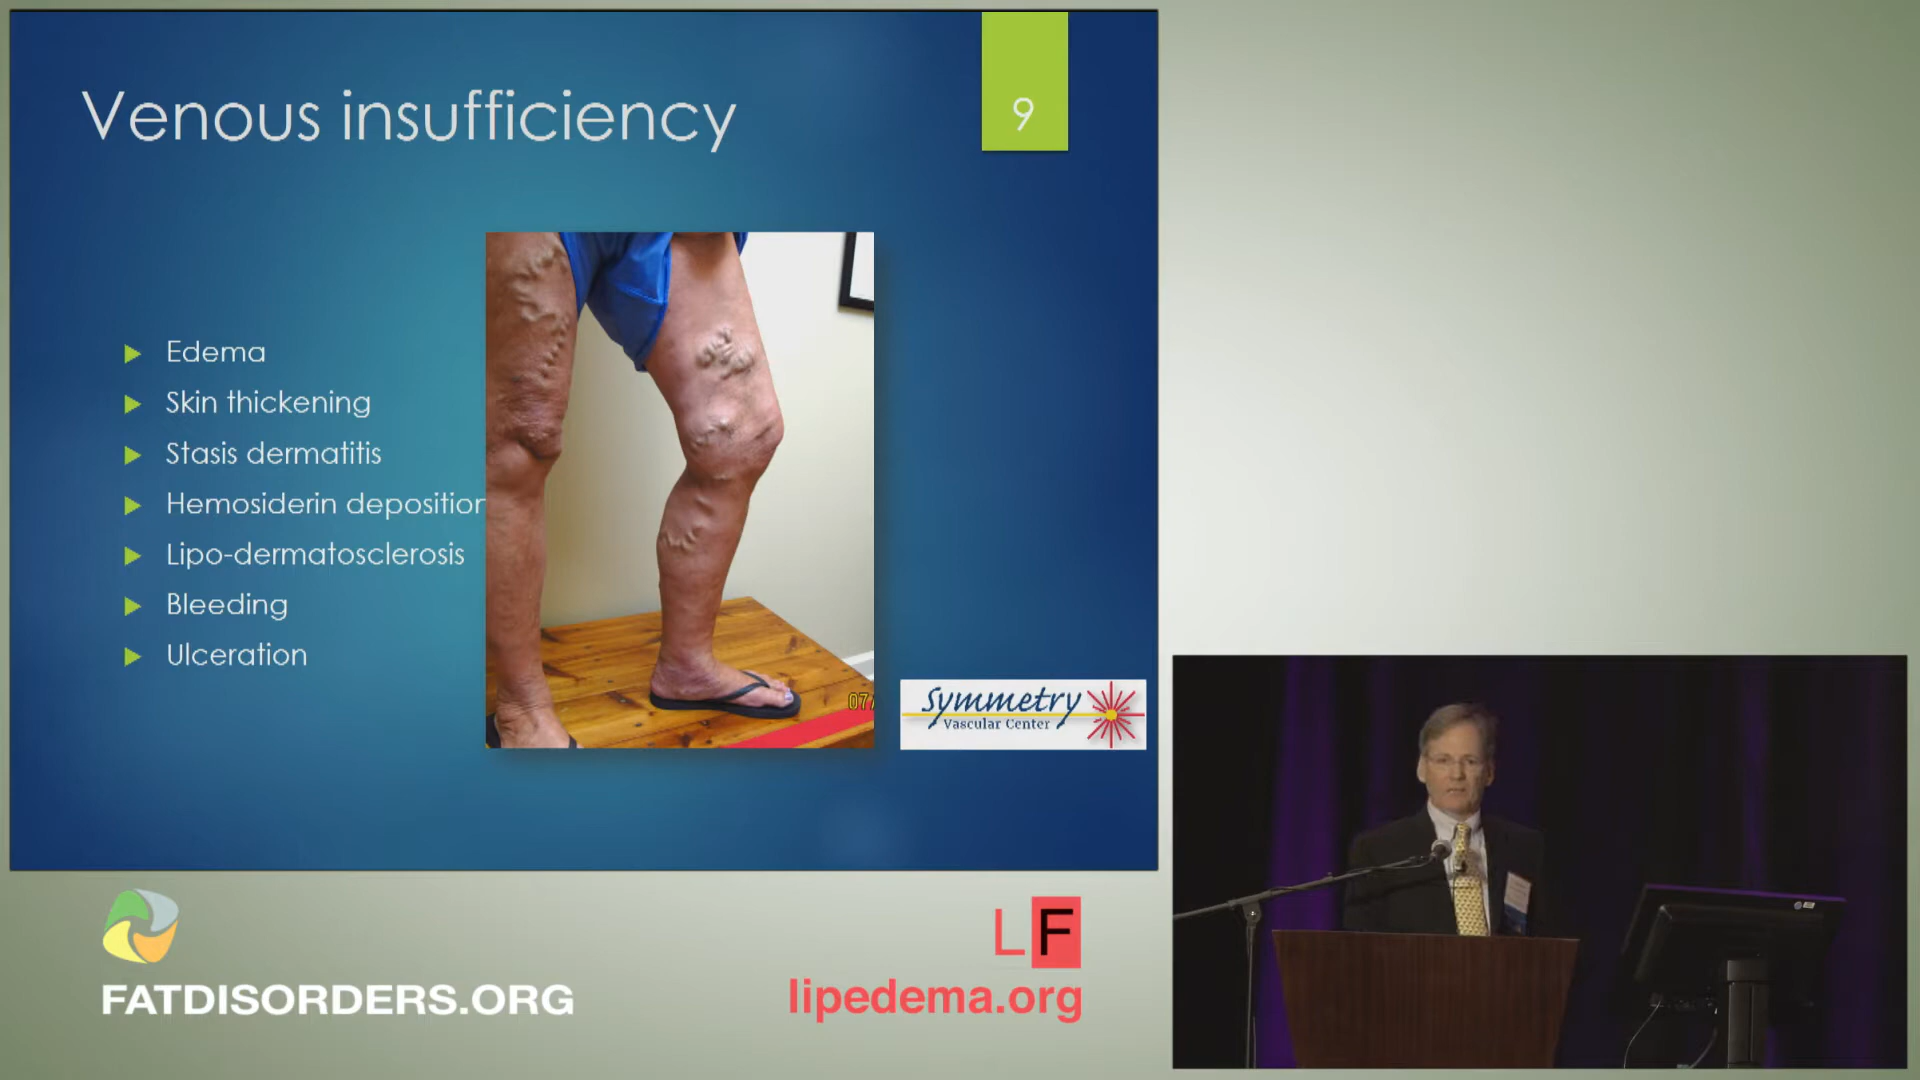 Venous insufficiency
9
Edema
Skin thickening
Stasis dermatitis
Hemosiderin deposition
Lipo-dermatosclerosis
Bleeding
Ulceration
07
Symmetry
Vascular Center
FATDISORDERS.ORG
LF
lipedema.org